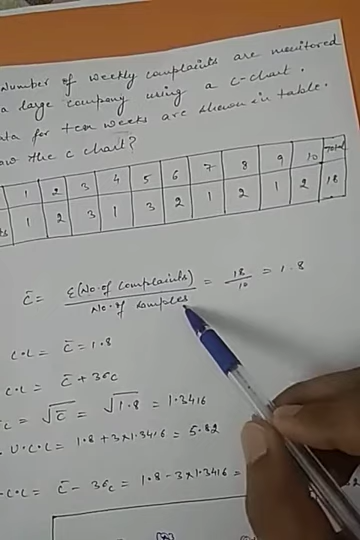 Number of weekly complaints are monitored
a large company using a c-chart.
data for ten weeks are shown in table.
the c chart?
1 2 3 4 5 6 7 8 9 10 Total
1 2 3 1 3 2 1 2 1 2 18
C̄ = Σ(No. of complaints) / No. of samples = 18/10 = 1.8
C.L = C̄ = 1.8
C.L = C̄ + 3σc
= √C̄ = √1.8 = 1.3416
U.C.L = 1.8 + 3×1.3416 = 5.82
C.L = C̄ - 3σc = 1.8 - 3×1.3416 =